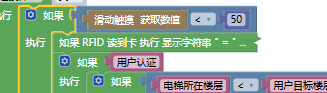 如果 滑动触摸 获取数值 < 50
执行 如果 RFID 读到卡 执行 显示字符串 " = " ...
如果 用户认证
执行 如果 电梯所在楼层 < 用户目标楼